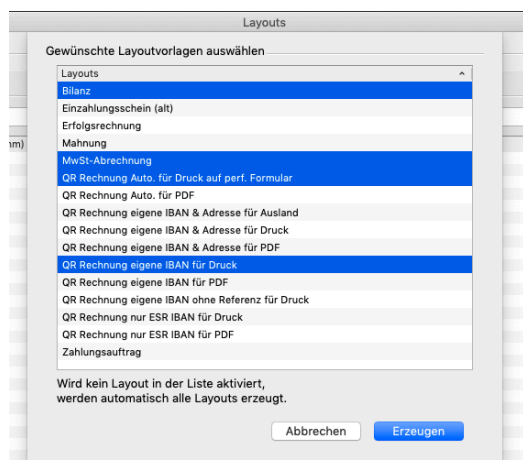 Layouts
Gewünschte Layoutvorlagen auswählen
Layouts
Bilanz
Einzahlungsschein (alt)
Erfolgsrechnung
Mahnung
nm)
MwSt-Abrechnung
QR Rechnung Auto. für Druck auf perf. Formular
QR Rechnung Auto. für PDF
QR Rechnung eigene IBAN & Adresse für Ausland
QR Rechnung eigene IBAN & Adresse für Druck
QR Rechnung eigene IBAN & Adresse für PDF
QR Rechnung eigene IBAN für Druck
QR Rechnung eigene IBAN für PDF
QR Rechnung eigene IBAN ohne Referenz für Druck
QR Rechnung nur ESR IBAN für Druck
QR Rechnung nur ESR IBAN für PDF
Zahlungsauftrag
Wird kein Layout in der Liste aktiviert,
werden automatisch alle Layouts erzeugt.
Abbrechen Erzeugen